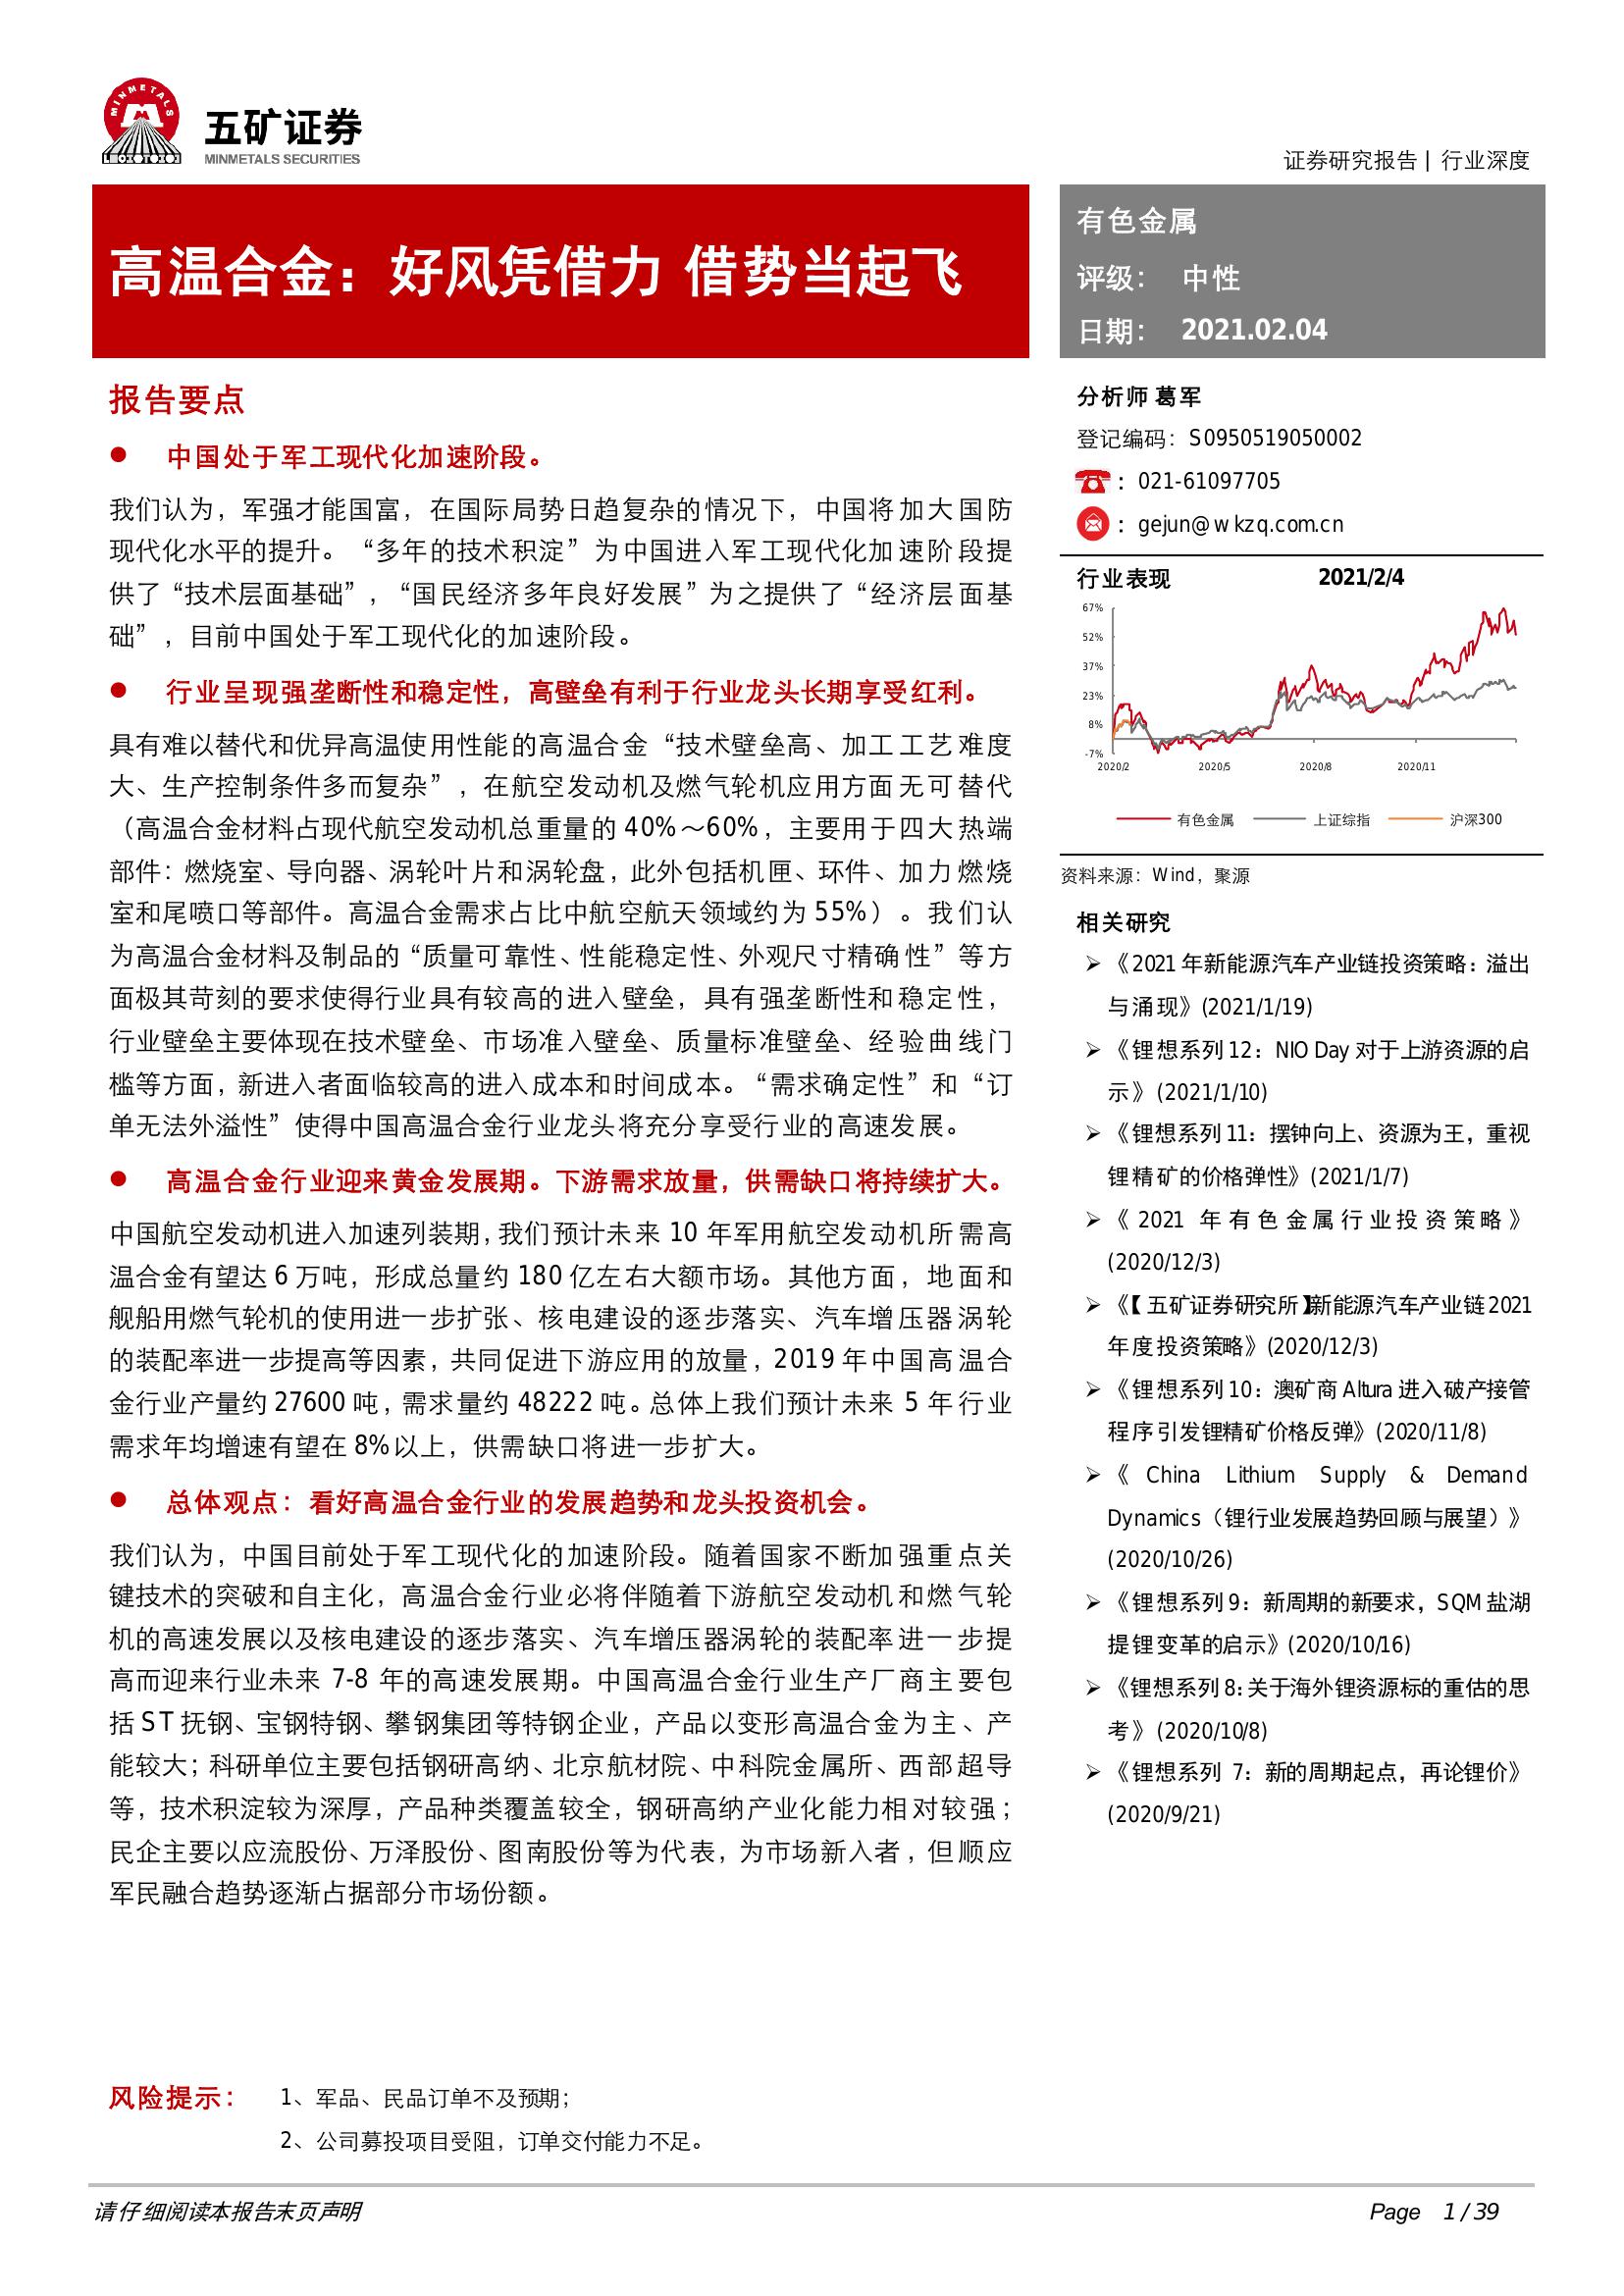 MINMETALS
五矿证券
MINMETALS SECURITIES
证券研究报告 | 行业深度
高温合金：好风凭借力 借势当起飞
有色金属
评级： 中性
日期： 2021.02.04
报告要点
● 中国处于军工现代化加速阶段。
我们认为，军强才能国富，在国际局势日趋复杂的情况下，中国将加大国防
现代化水平的提升。“多年的技术积淀”为中国进入军工现代化加速阶段提
供了“技术层面基础”，“国民经济多年良好发展”为之提供了“经济层面基
础”，目前中国处于军工现代化的加速阶段。
● 行业呈现强垄断性和稳定性，高壁垒有利于行业龙头长期享受红利。
具有难以替代和优异高温使用性能的高温合金“技术壁垒高、加工工艺难度
大、生产控制条件多而复杂”，在航空发动机及燃气轮机应用方面无可替代
（高温合金材料占现代航空发动机总重量的 40%～60%，主要用于四大热端
部件：燃烧室、导向器、涡轮叶片和涡轮盘，此外包括机匣、环件、加力燃烧
室和尾喷口等部件。高温合金需求占比中航空航天领域约为 55%）。我们认
为高温合金材料及制品的“质量可靠性、性能稳定性、外观尺寸精确性”等方
面极其苛刻的要求使得行业具有较高的进入壁垒，具有强垄断性和稳定性，
行业壁垒主要体现在技术壁垒、市场准入壁垒、质量标准壁垒、经验曲线门
槛等方面，新进入者面临较高的进入成本和时间成本。“需求确定性”和“订
单无法外溢性”使得中国高温合金行业龙头将充分享受行业的高速发展。
● 高温合金行业迎来黄金发展期。下游需求放量，供需缺口将持续扩大。
中国航空发动机进入加速列装期，我们预计未来 10 年军用航空发动机所需高
温合金有望达 6 万吨，形成总量约 180 亿左右大额市场。其他方面，地面和
舰船用燃气轮机的使用进一步扩张、核电建设的逐步落实、汽车增压器涡轮
的装配率进一步提高等因素，共同促进下游应用的放量，2019 年中国高温合
金行业产量约 27600 吨，需求量约 48222 吨。总体上我们预计未来 5 年行业
需求年均增速有望在 8%以上，供需缺口将进一步扩大。
● 总体观点：看好高温合金行业的发展趋势和龙头投资机会。
我们认为，中国目前处于军工现代化的加速阶段。随着国家不断加强重点关
键技术的突破和自主化，高温合金行业必将伴随着下游航空发动机和燃气轮
机的高速发展以及核电建设的逐步落实、汽车增压器涡轮的装配率进一步提
高而迎来行业未来 7-8 年的高速发展期。中国高温合金行业生产厂商主要包
括 ST 抚钢、宝钢特钢、攀钢集团等特钢企业，产品以变形高温合金为主、产
能较大；科研单位主要包括钢研高纳、北京航材院、中科院金属所、西部超导
等，技术积淀较为深厚，产品种类覆盖较全，钢研高纳产业化能力相对较强；
民企主要以应流股份、万泽股份、图南股份等为代表，为市场新入者，但顺应
军民融合趋势逐渐占据部分市场份额。
风险提示： 1、军品、民品订单不及预期；
2、公司募投项目受阻，订单交付能力不足。
分析师 葛军
登记编码：S0950519050002
：021-61097705
：gejun@wkzq.com.cn
行业表现 2021/2/4
67%
52%
37%
23%
8%
-7%
2020/2 2020/5 2020/8 2020/11
有色金属 上证综指 沪深300
资料来源：Wind，聚源
相关研究
➢ 《2021 年新能源汽车产业链投资策略：溢出
与涌现》(2021/1/19)
➢ 《锂想系列 12：NIO Day 对于上游资源的启
示》(2021/1/10)
➢ 《锂想系列 11：摆钟向上、资源为王，重视
锂精矿的价格弹性》(2021/1/7)
➢ 《2021 年有色金属行业投资策略》
(2020/12/3)
➢ 《【五矿证券研究所】新能源汽车产业链 2021
年度投资策略》(2020/12/3)
➢ 《锂想系列 10：澳矿商 Altura 进入破产接管
程序引发锂精矿价格反弹》(2020/11/8)
➢ 《China Lithium Supply & Demand
Dynamics（锂行业发展趋势回顾与展望）》
(2020/10/26)
➢ 《锂想系列 9：新周期的新要求，SQM 盐湖
提锂变革的启示》(2020/10/16)
➢ 《锂想系列 8：关于海外锂资源标的重估的思
考》(2020/10/8)
➢ 《锂想系列 7：新的周期起点，再论锂价》
(2020/9/21)
请仔细阅读本报告末页声明
Page 1 / 39